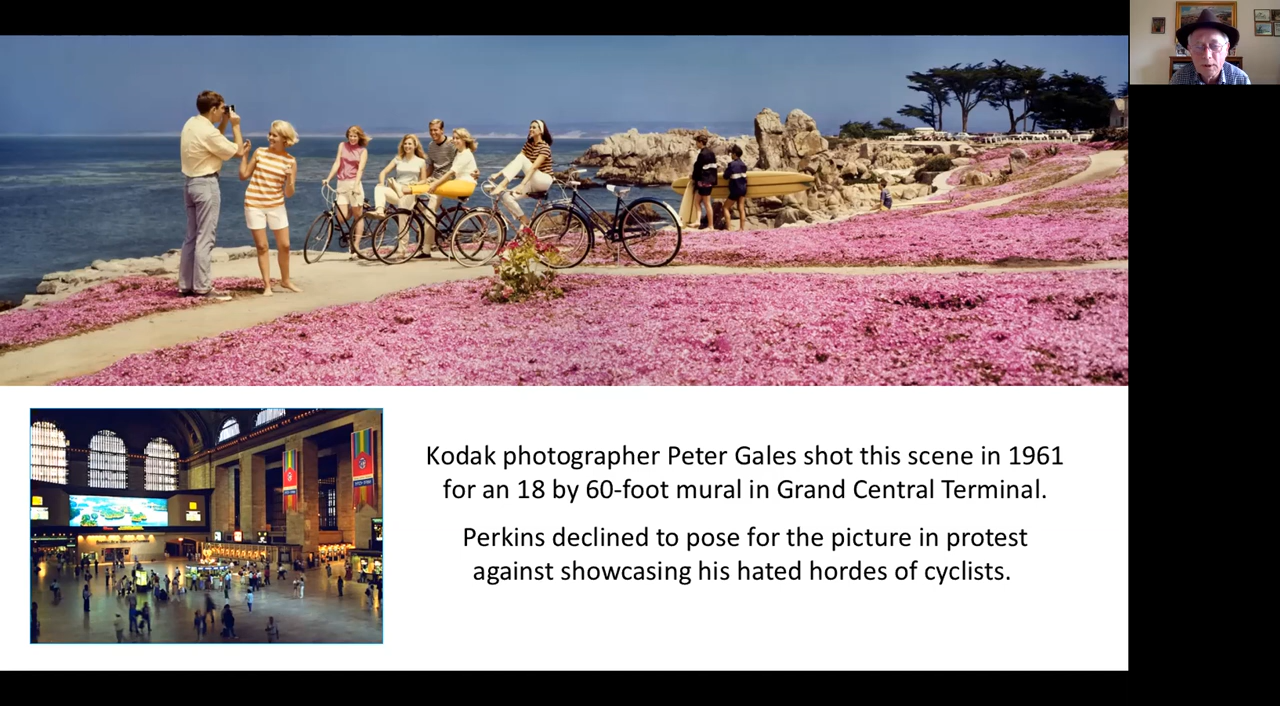 Kodak photographer Peter Gales shot this scene in 1961
for an 18 by 60-foot mural in Grand Central Terminal.
Perkins declined to pose for the picture in protest
against showcasing his hated hordes of cyclists.